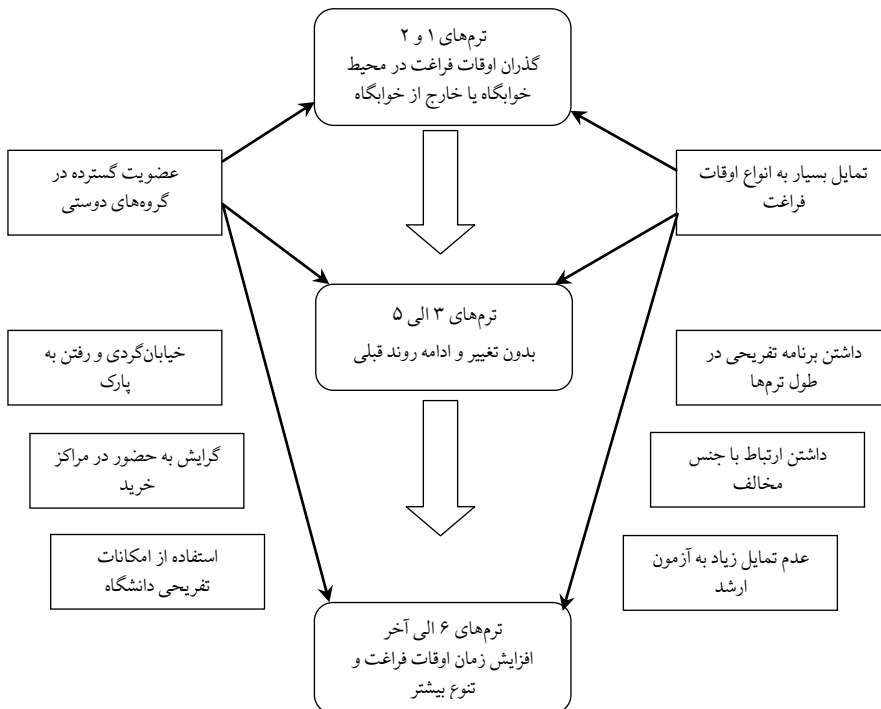 ترم‌های ۱ و ۲
گذران اوقات فراغت در محیط
خوابگاه یا خارج از خوابگاه
تمایل بسیار به انواع اوقات
فراغت
عضویت گسترده در
گروه‌های دوستی
ترم‌های ۳ الی ۵
بدون تغییر و ادامه روند قبلی
داشتن برنامه تفریحی در
طول ترم‌ها
خیابان‌گردی و رفتن به
پارک
داشتن ارتباط با جنس
مخالف
گرایش به حضور در مراکز
خرید
عدم تمایل زیاد به آزمون
ارشد
استفاده از امکانات
تفریحی دانشگاه
ترم‌های ۶ الی آخر
افزایش زمان اوقات فراغت و
تنوع بیشتر